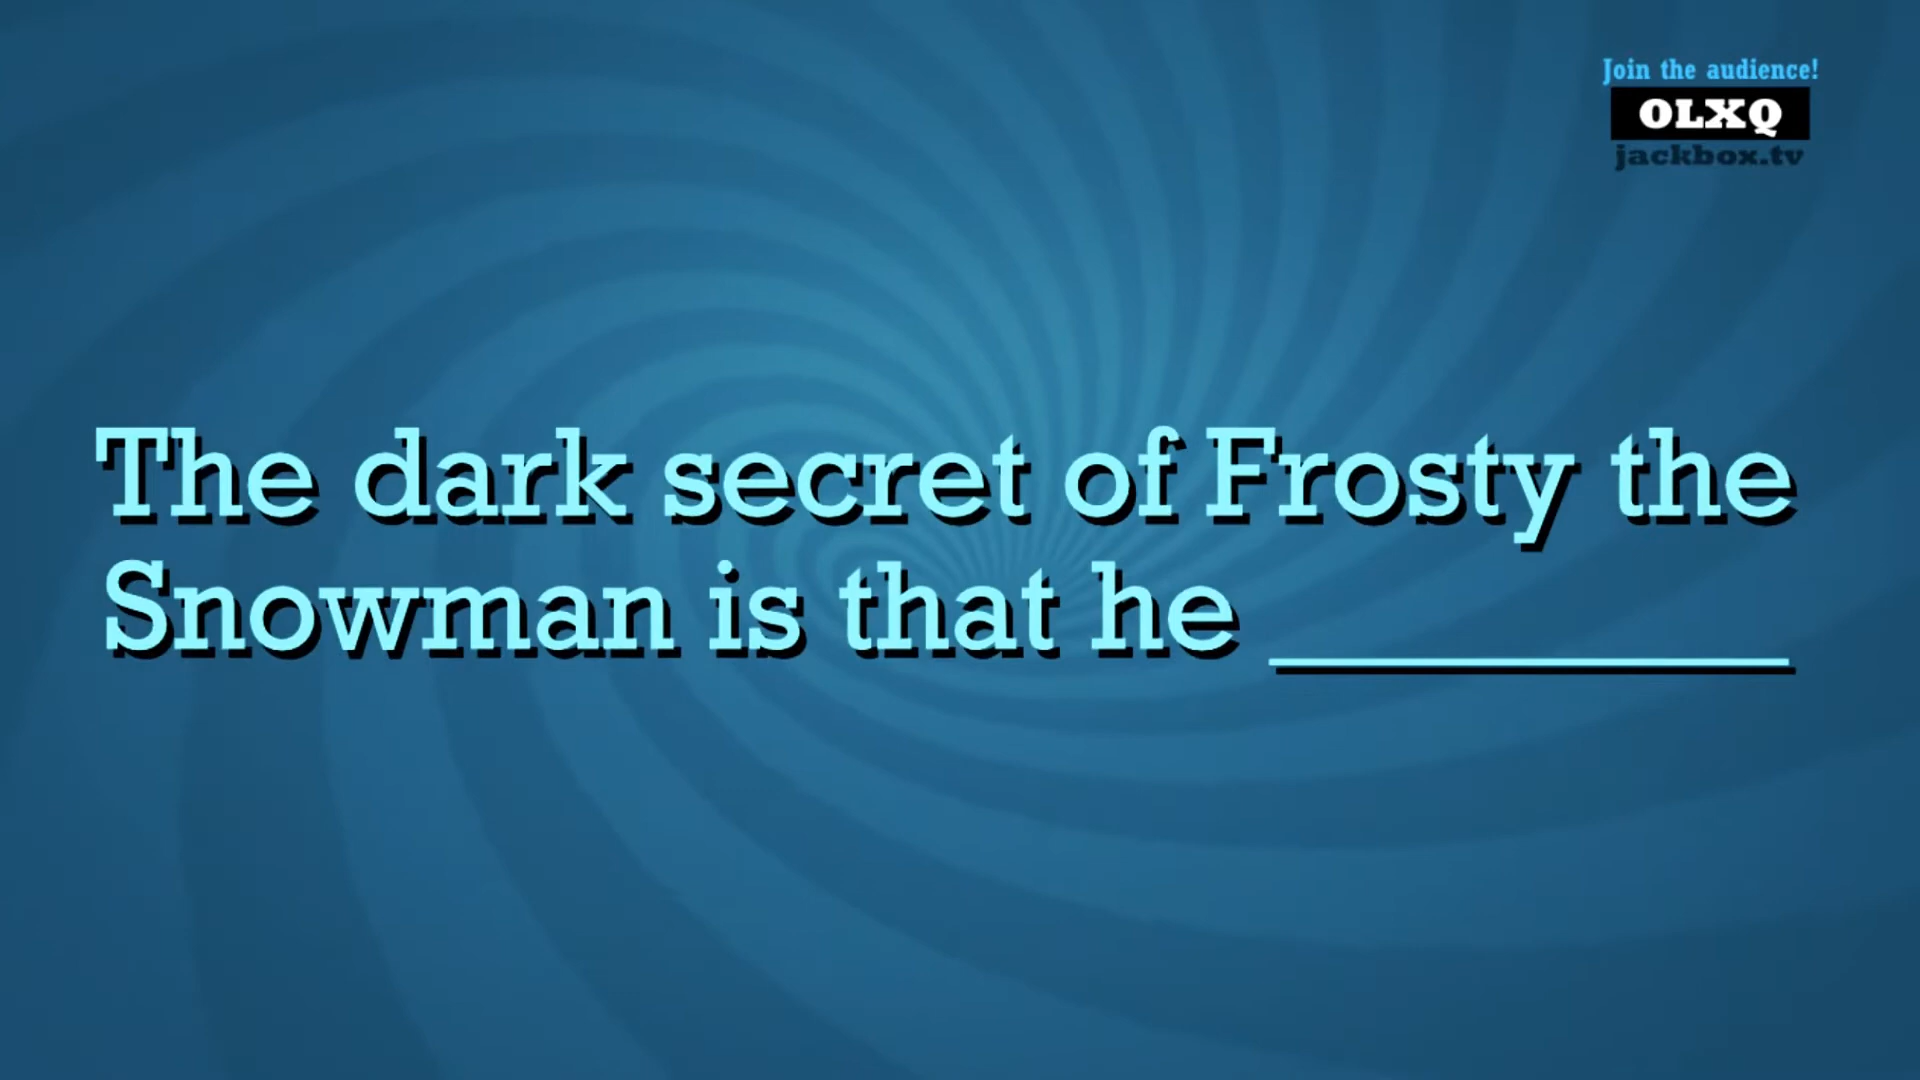 Join the audience!
OLXQ
jackbox.tv
The dark secret of Frosty the
Snowman is that he ________